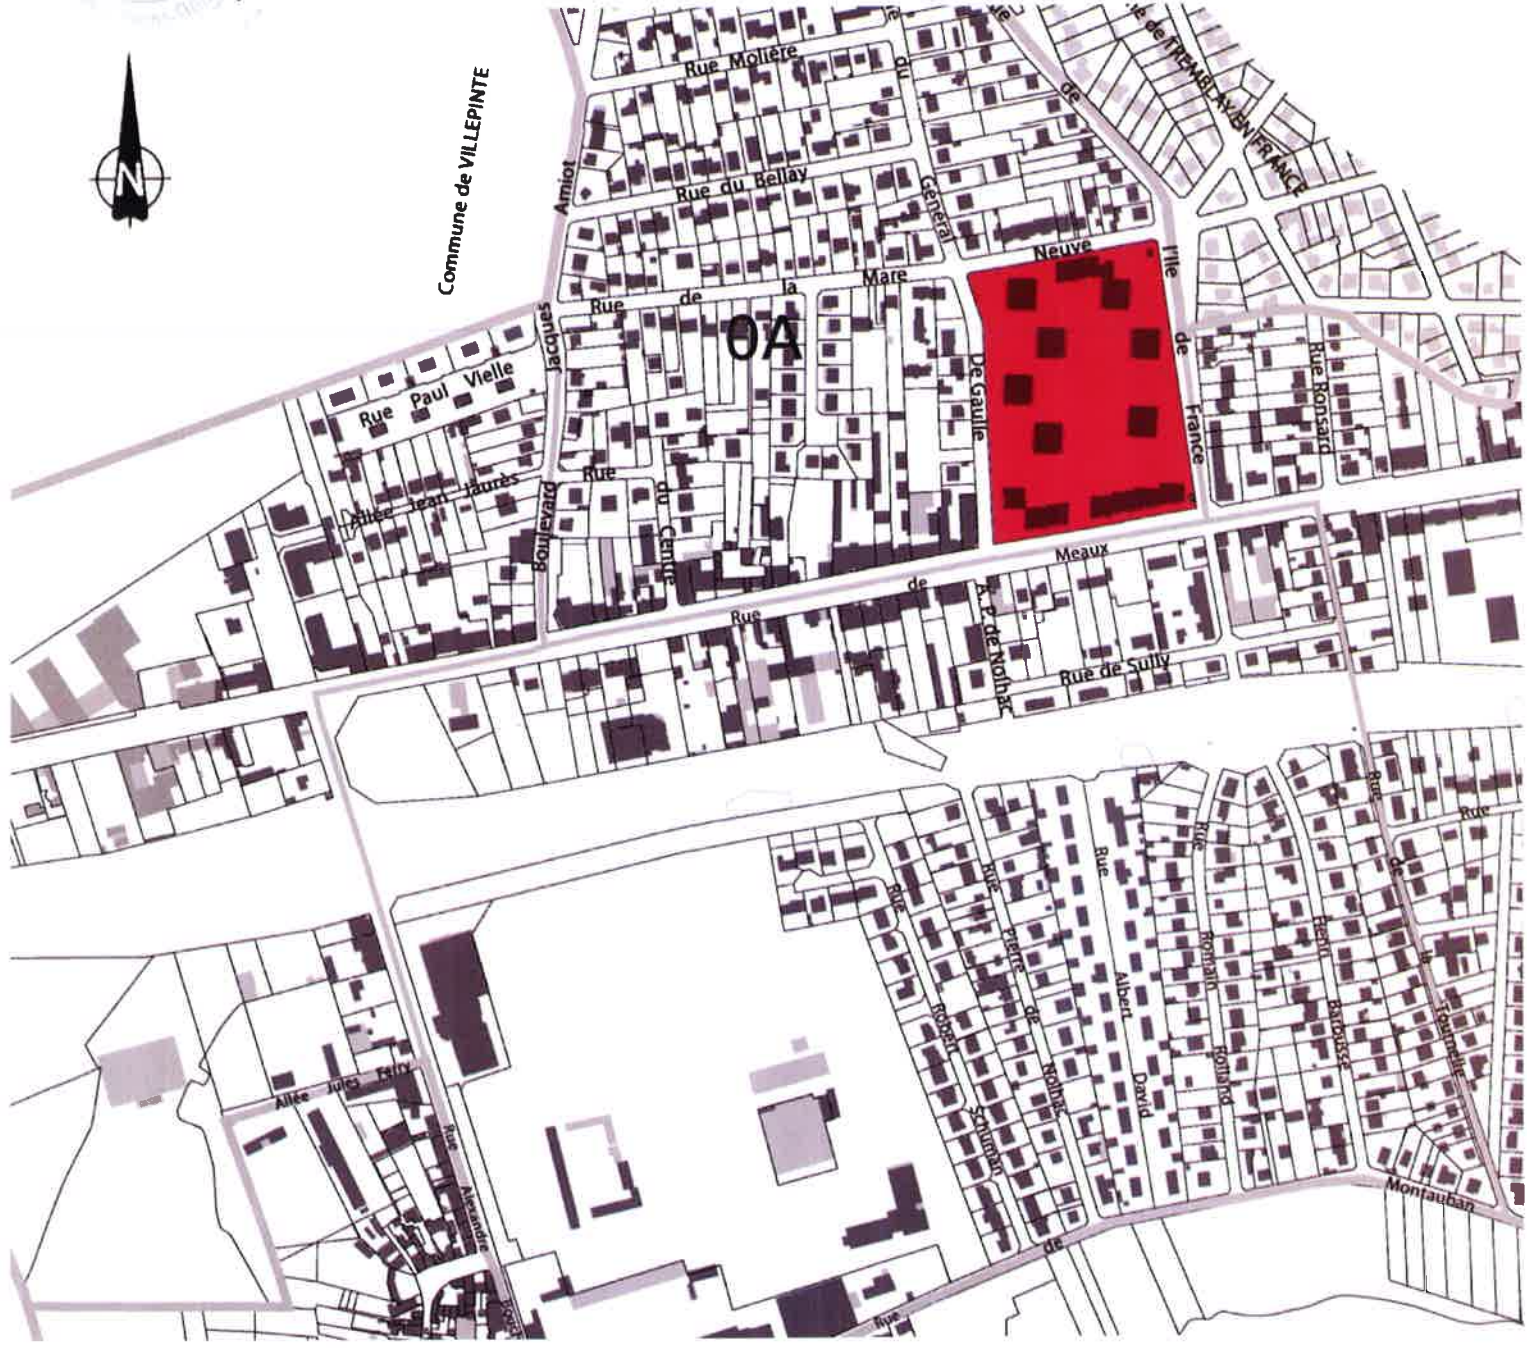 N
Commune de VILLEPINTE
de TREMBLAY EN FRANCE
Rue Molière
du
Général
De Gaulle
de
l'Ile
de
France
Rue du Bellay
Amiot
Jacques
Boulevard
Rue de la Mare Neuve
0A
Rue Paul Vielle
Allée Jean Jaurès
Rue du Centre
Rue Ronsard
Rue de Meaux
A. P. de Nolhac
Rue de Sully
Rue
Rue de la Tournelle
Rue Robert Schuman
Rue Pierre de Nolhac
Rue Albert David
Rue Romain Rolland
Henri Barbusse
Allée Jules Ferry
Rue Alexandre
Rue de Montauban